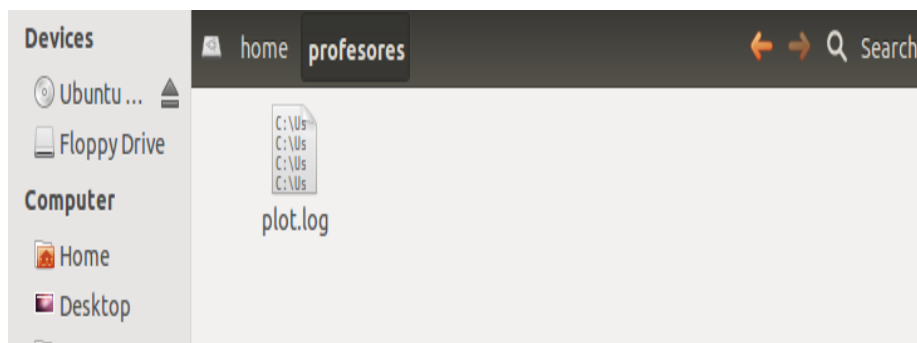 Devices
Ubuntu ...
Floppy Drive
Computer
Home
Desktop
home profesores Search
C:\Us
C:\Us
C:\Us
C:\Us
plot.log